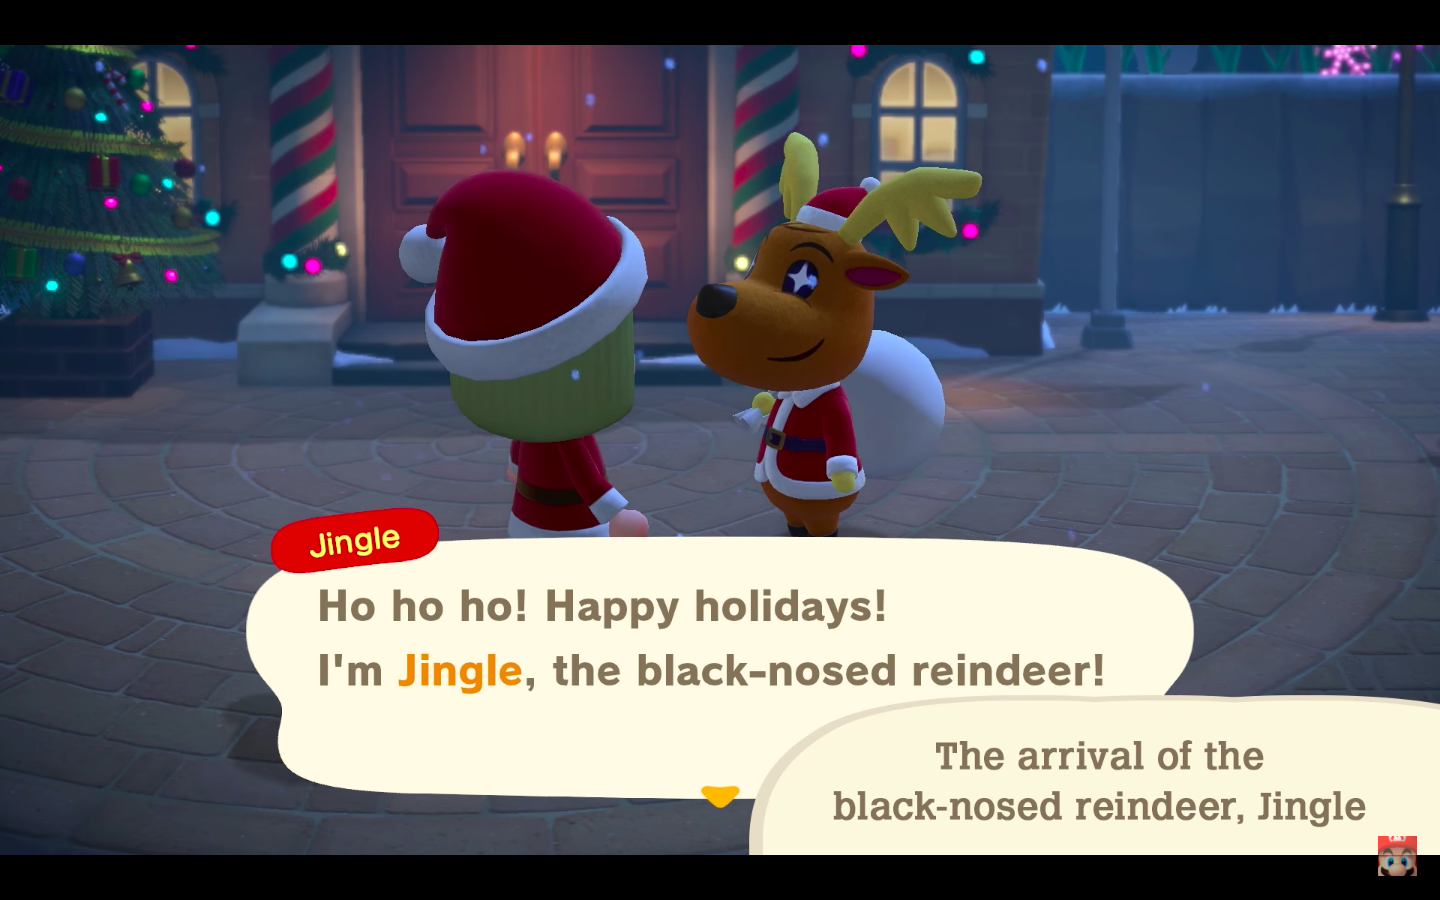 Jingle
Ho ho ho! Happy holidays!
I'm Jingle, the black-nosed reindeer!
The arrival of the
black-nosed reindeer, Jingle